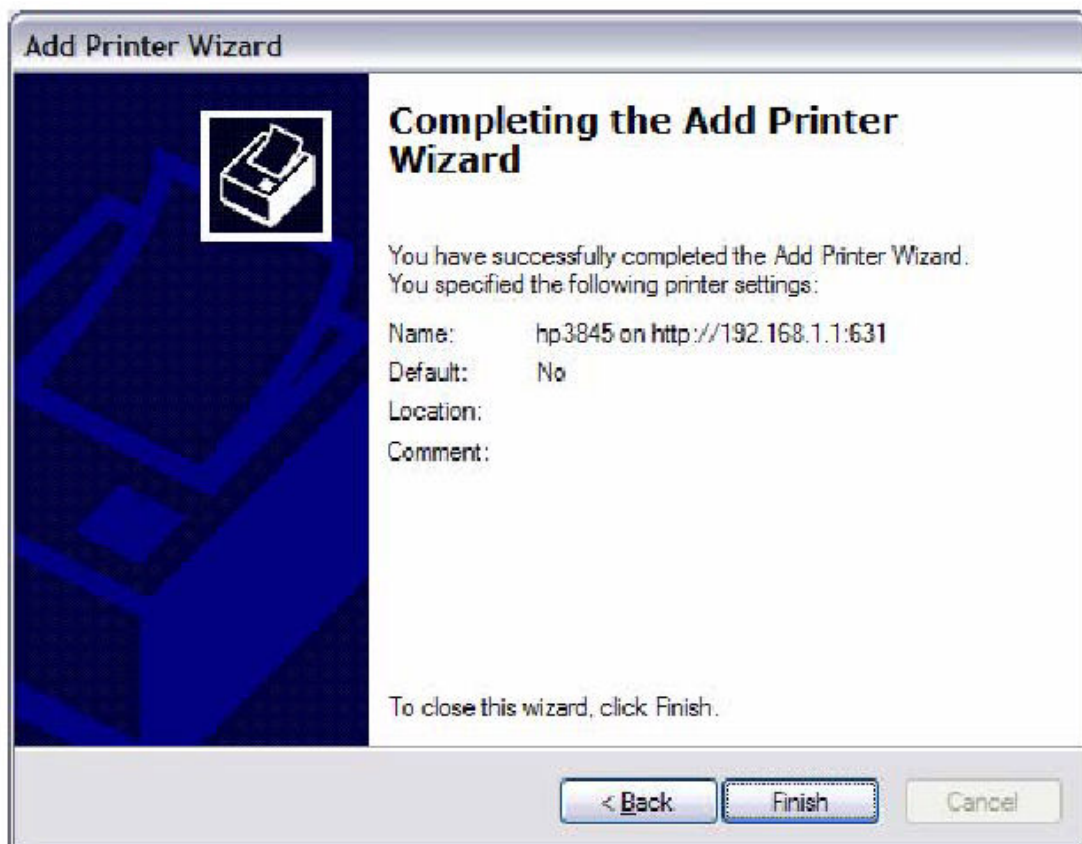 Add Printer Wizard
Completing the Add Printer
Wizard
You have successfully completed the Add Printer Wizard.
You specified the following printer settings:
Name: hp3845 on http://192.168.1.1:631
Default: No
Location:
Comment:
To close this wizard, click Finish.
< Back Finish Cancel